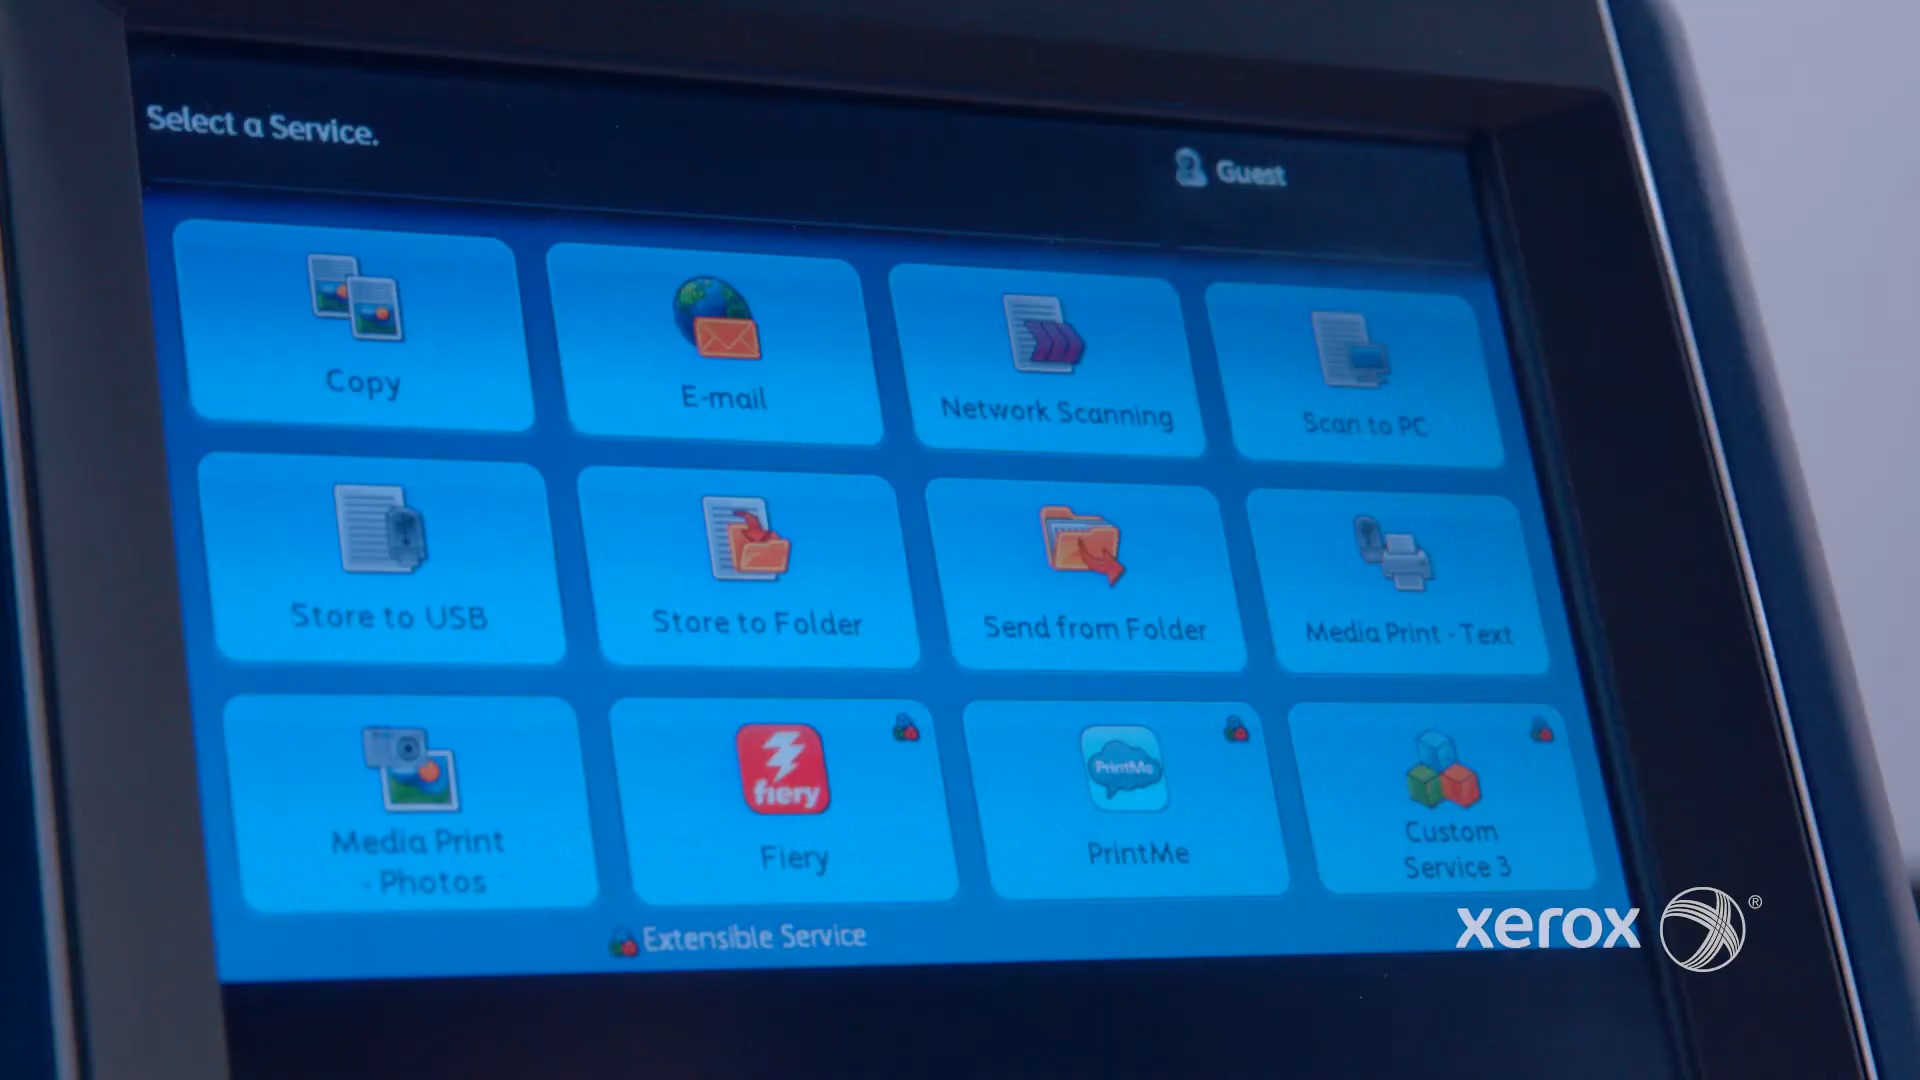 Select a Service.
Guest
Copy
E-mail
Network Scanning
Scan to PC
Store to USB
Store to Folder
Send from Folder
Media Print - Text
Media Print
- Photos
fiery
Fiery
PrintMe
PrintMe
Custom
Service 3
Extensible Service
xerox ®